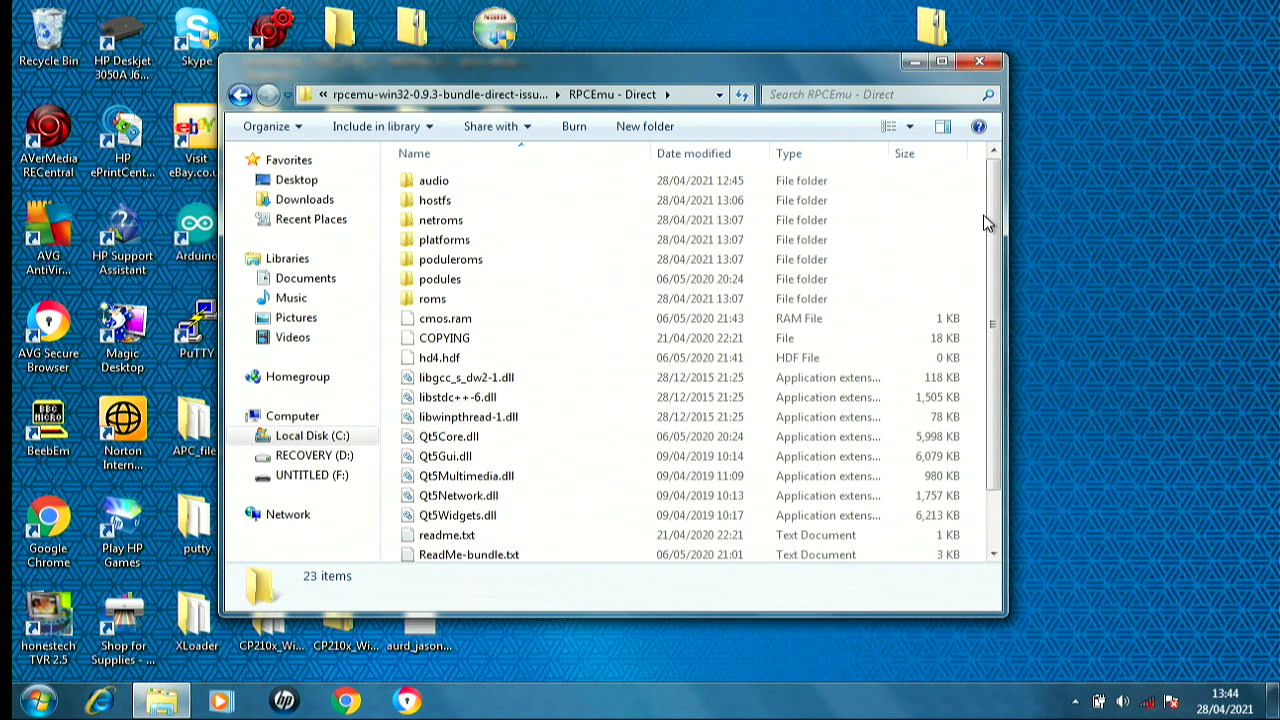 Recycle Bin
HP Deskjet
3050A J6...
Skype
rpcemu-win32-0.9.3-bundle-direct-issu...
RPCEmu - Direct
Search RPCEmu - Direct
Organize
Include in library
Share with
Burn
New folder
Name
Date modified
Type
Size
Favorites
Desktop
Downloads
Recent Places
Libraries
Documents
Music
Pictures
Videos
Homegroup
Computer
Local Disk (C:)
RECOVERY (D:)
UNTITLED (F:)
Network
audio 28/04/2021 12:45 File folder
hostfs 28/04/2021 13:06 File folder
netroms 28/04/2021 13:07 File folder
platforms 28/04/2021 13:07 File folder
poduleroms 28/04/2021 13:07 File folder
podules 06/05/2020 20:24 File folder
roms 28/04/2021 13:07 File folder
cmos.ram 06/05/2020 21:43 RAM File 1 KB
COPYING 21/04/2020 22:21 File 18 KB
hd4.hdf 06/05/2020 21:41 HDF File 0 KB
libgcc_s_dw2-1.dll 28/12/2015 21:25 Application extens... 118 KB
libstdc++-6.dll 28/12/2015 21:25 Application extens... 1,505 KB
libwinpthread-1.dll 28/12/2015 21:25 Application extens... 78 KB
Qt5Core.dll 06/05/2020 20:24 Application extens... 5,998 KB
Qt5Gui.dll 09/04/2019 10:14 Application extens... 6,079 KB
Qt5Multimedia.dll 09/04/2019 11:09 Application extens... 980 KB
Qt5Network.dll 09/04/2019 10:13 Application extens... 1,757 KB
Qt5Widgets.dll 09/04/2019 10:17 Application extens... 6,213 KB
readme.txt 21/04/2020 22:21 Text Document 1 KB
ReadMe-bundle.txt 06/05/2020 21:01 Text Document 3 KB
23 items
AVerMedia
RECentral
HP
ePrintCent...
ebY
Visit
eBay.co.u
AVG
AntiVir...
HP Support
Assistant
Arduino
AVG Secure
Browser
Magic
Desktop
PuTTY
BBC
MICRO
BeebEm
Norton
Intern...
APC_file
Google
Chrome
Play HP
Games
putty
honestech
TVR 2.5
Shop for
Supplies - ...
XLoader
CP210x_Wi...
CP210x_Wi...
aurd_jason...
hp
13:44
28/04/2021